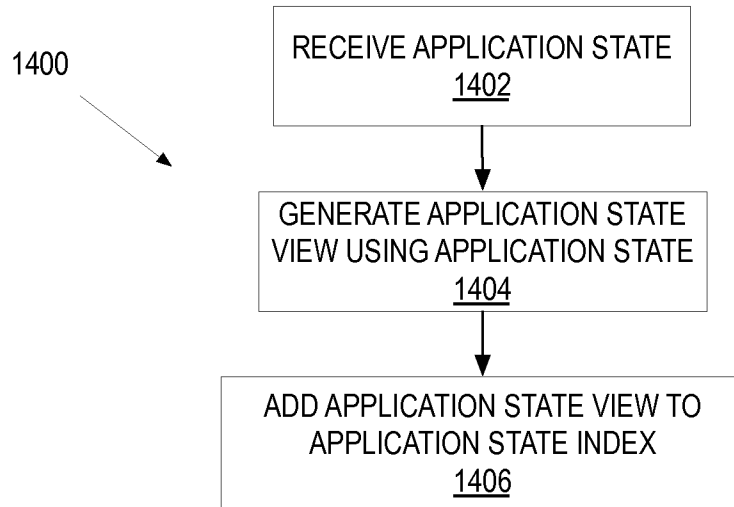 RECEIVE APPLICATION STATE
1402
1400
GENERATE APPLICATION STATE
VIEW USING APPLICATION STATE
1404
ADD APPLICATION STATE VIEW TO
APPLICATION STATE INDEX
1406